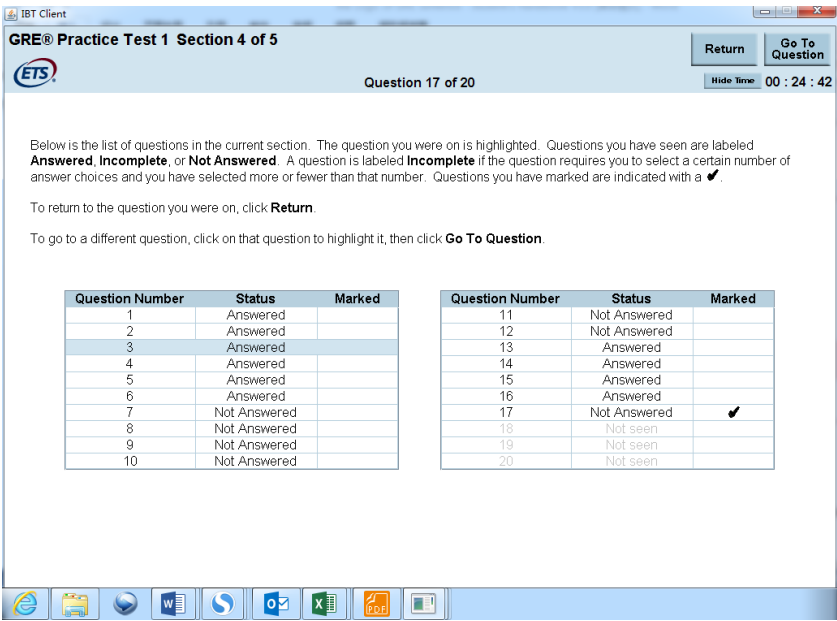 IBT Client
GRE® Practice Test 1 Section 4 of 5
Return
Go To
Question
ETS
Question 17 of 20
Hide Time 00 : 24 : 42
Below is the list of questions in the current section. The question you were on is highlighted. Questions you have seen are labeled
Answered, Incomplete, or Not Answered. A question is labeled Incomplete if the question requires you to select a certain number of
answer choices and you have selected more or fewer than that number. Questions you have marked are indicated with a ✔.
To return to the question you were on, click Return.
To go to a different question, click on that question to highlight it, then click Go To Question.
Question Number Status Marked
1 Answered
2 Answered
3 Answered
4 Answered
5 Answered
6 Answered
7 Not Answered
8 Not Answered
9 Not Answered
10 Not Answered
Question Number Status Marked
11 Not Answered
12 Not Answered
13 Answered
14 Answered
15 Answered
16 Answered
17 Not Answered ✔
18 Not seen
19 Not seen
20 Not seen
PDF